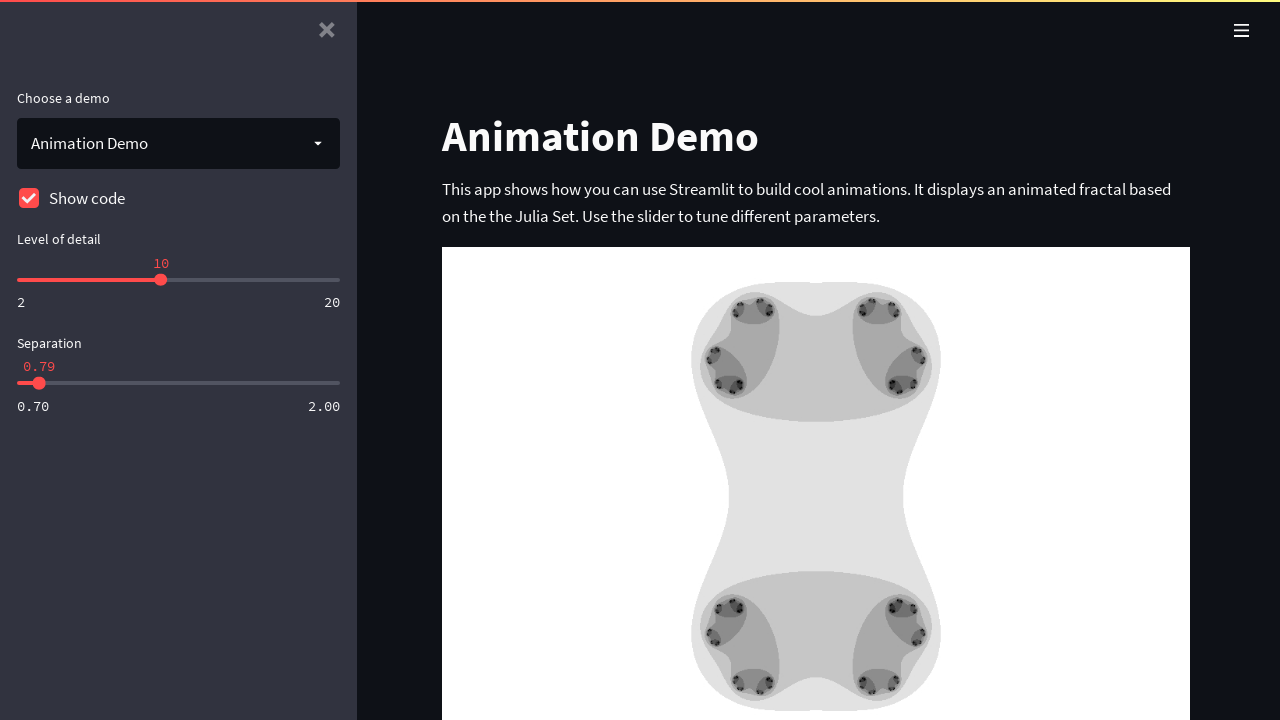 Choose a demo
Animation Demo
Show code
Level of detail
10
2 20
Separation
0.79
0.70 2.00
Animation Demo
This app shows how you can use Streamlit to build cool animations. It displays an animated fractal based
on the the Julia Set. Use the slider to tune different parameters.